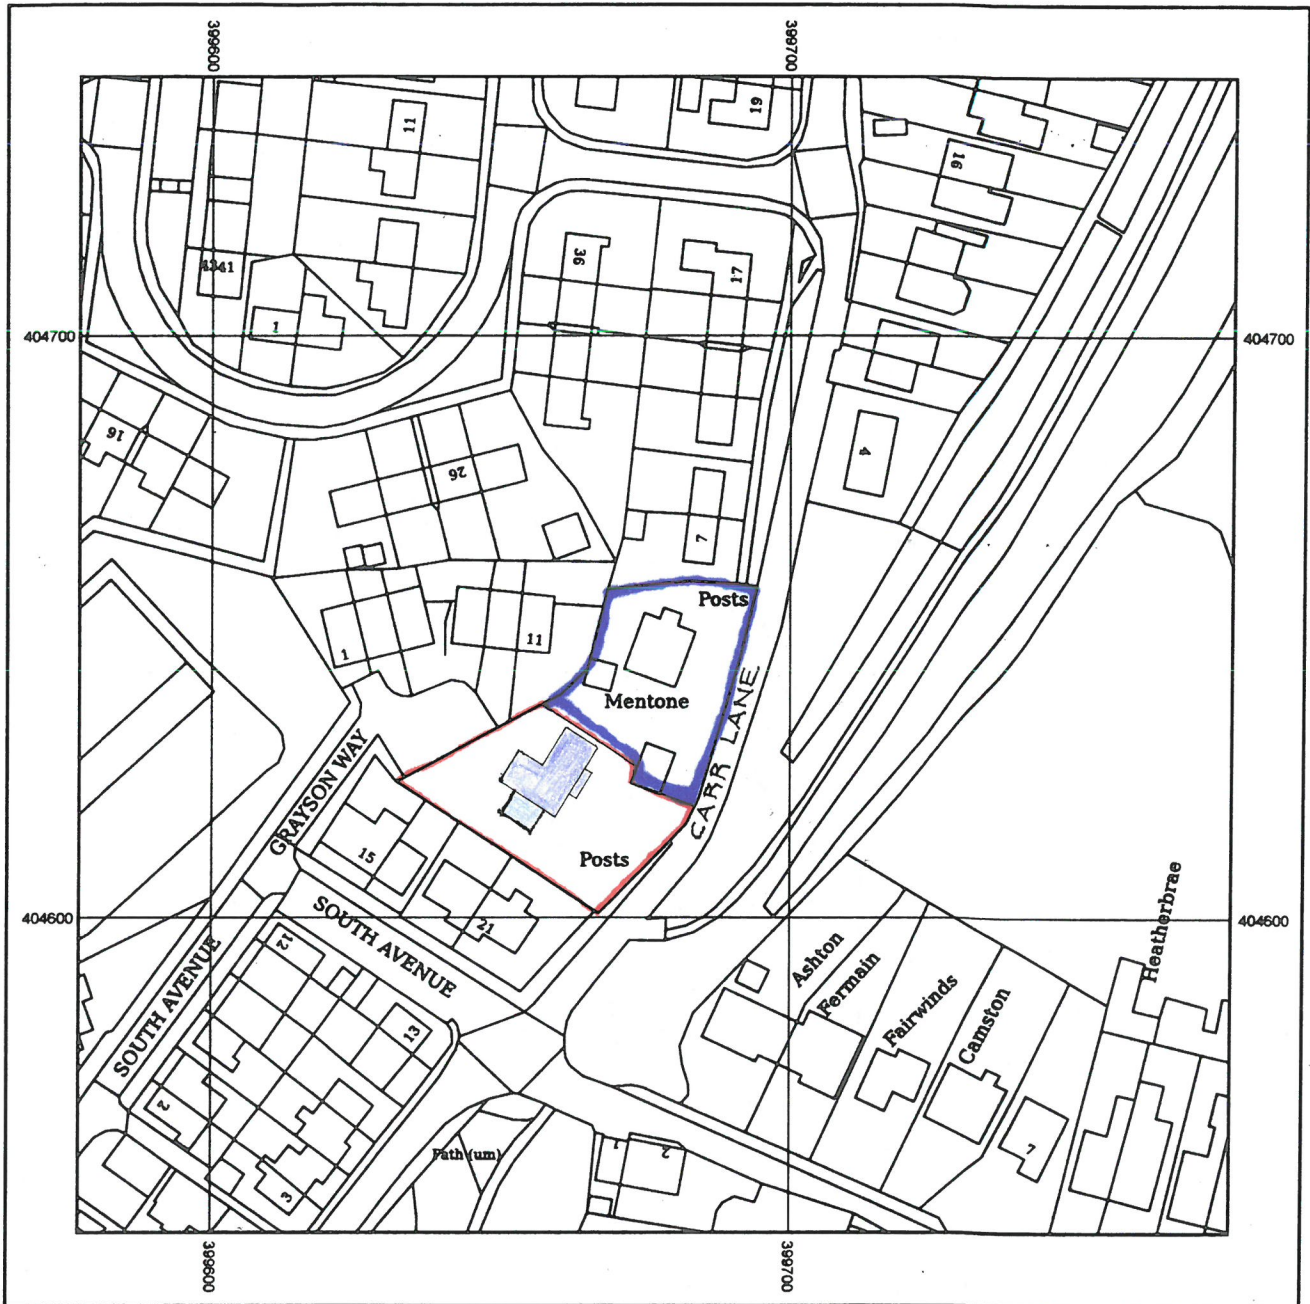 399600
399700
11
19
16
4341
36
17
1
404700
404700
16
26
4
7
Posts
1
11
Mentone
CARR LANE
GRAYSON WAY
15
Posts
21
404600
404600
SOUTH AVENUE
12
SOUTH AVENUE
13
2
3
Path (um)
1
2
Ashton
Fermain
Fairwinds
Camston
7
Heatherbrae
399600
399700